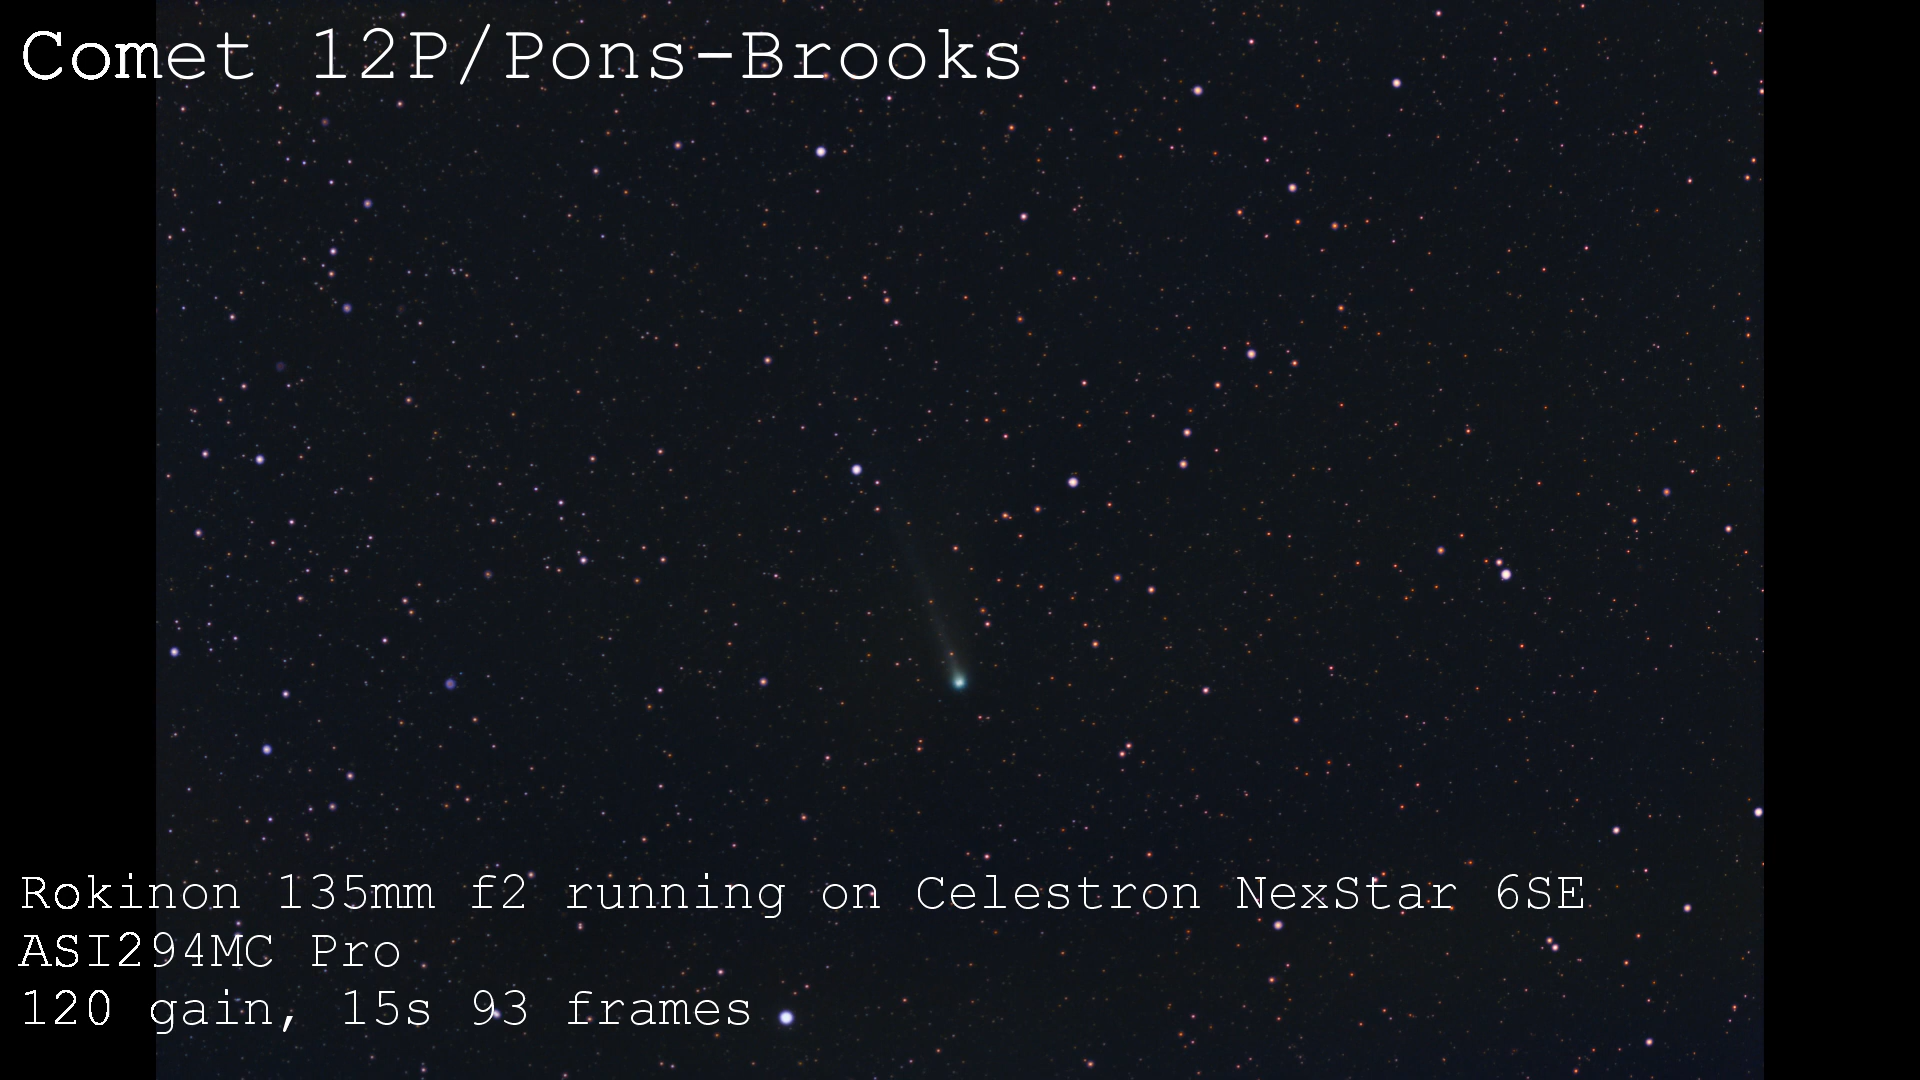 Comet 12P/Pons-Brooks
Rokinon 135mm f2 running on Celestron NexStar 6SE
ASI294MC Pro
120 gain, 15s 93 frames